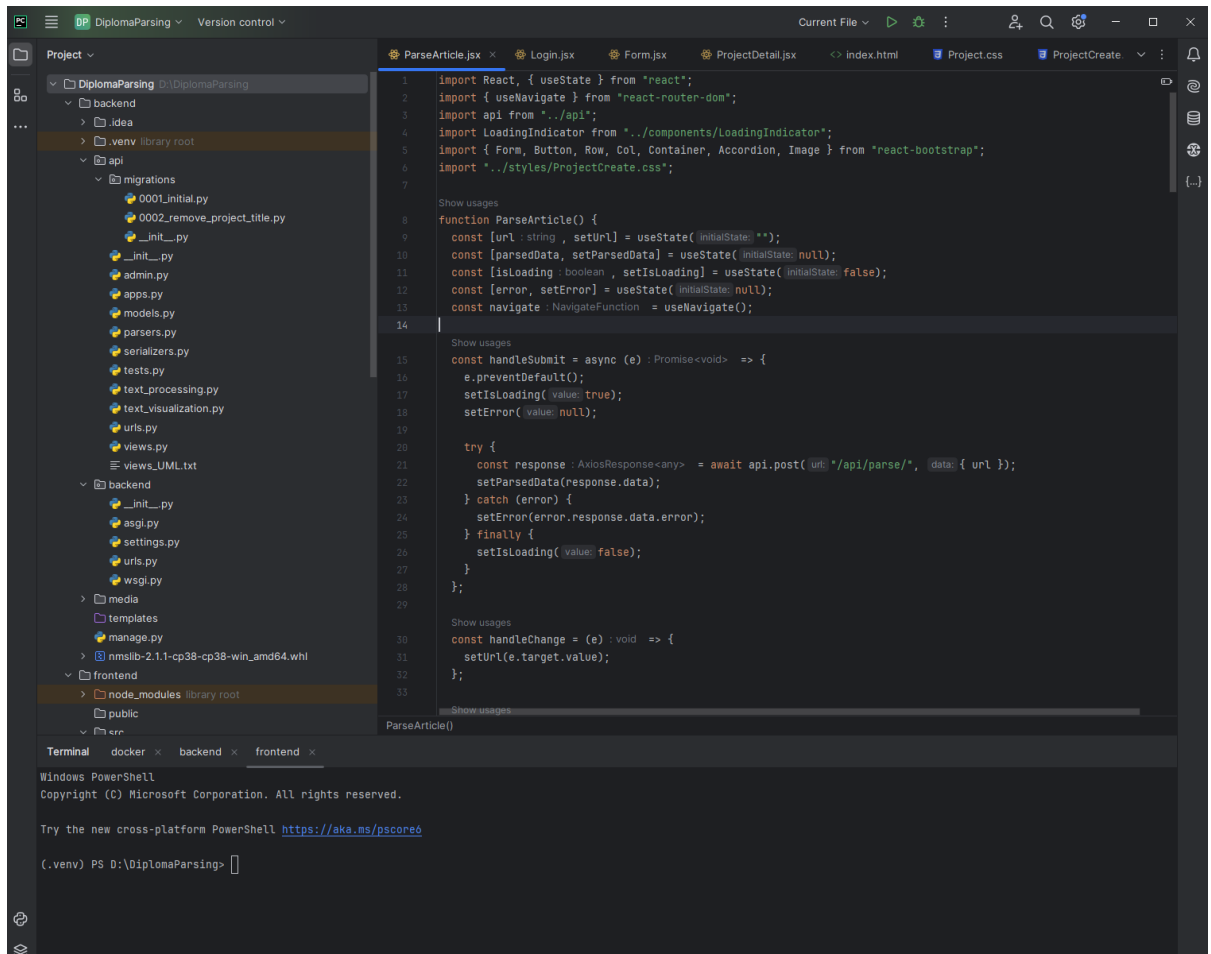 PC DP DiplomaParsing Version control Current File
Project
DiplomaParsing D:\DiplomaParsing
backend
.idea
.venv library root
api
migrations
0001_initial.py
0002_remove_project_title.py
__init__.py
__init__.py
admin.py
apps.py
models.py
parsers.py
serializers.py
tests.py
text_processing.py
text_visualization.py
urls.py
views.py
views_UML.txt
backend
__init__.py
asgi.py
settings.py
urls.py
wsgi.py
media
templates
manage.py
nmslib-2.1.1-cp38-cp38-win_amd64.whl
frontend
node_modules library root
public
src
ParseArticle.jsx Login.jsx Form.jsx ProjectDetail.jsx index.html Project.css ProjectCreate.
1 import React, { useState } from "react";
2 import { useNavigate } from "react-router-dom";
3 import api from "../api";
4 import LoadingIndicator from "../components/LoadingIndicator";
5 import { Form, Button, Row, Col, Container, Accordion, Image } from "react-bootstrap";
6 import "../styles/ProjectCreate.css";
7
Show usages
8 function ParseArticle() {
9 const [url : string , setUrl] = useState( initialState: "");
10 const [parsedData, setParsedData] = useState( initialState: null);
11 const [isLoading : boolean , setIsLoading] = useState( initialState: false);
12 const [error, setError] = useState( initialState: null);
13 const navigate : NavigateFunction = useNavigate();
14
Show usages
15 const handleSubmit = async (e) : Promise<void> => {
16 e.preventDefault();
17 setIsLoading( value: true);
18 setError( value: null);
19
20 try {
21 const response : AxiosResponse<any> = await api.post( url: "/api/parse/", data: { url });
22 setParsedData(response.data);
23 } catch (error) {
24 setError(error.response.data.error);
25 } finally {
26 setIsLoading( value: false);
27 }
28 };
29
Show usages
30 const handleChange = (e) : void => {
31 setUrl(e.target.value);
32 };
33
Show usages
ParseArticle()
Terminal docker backend frontend
Windows PowerShell
Copyright (C) Microsoft Corporation. All rights reserved.
Try the new cross-platform PowerShell https://aka.ms/pscore6
(.venv) PS D:\DiplomaParsing>